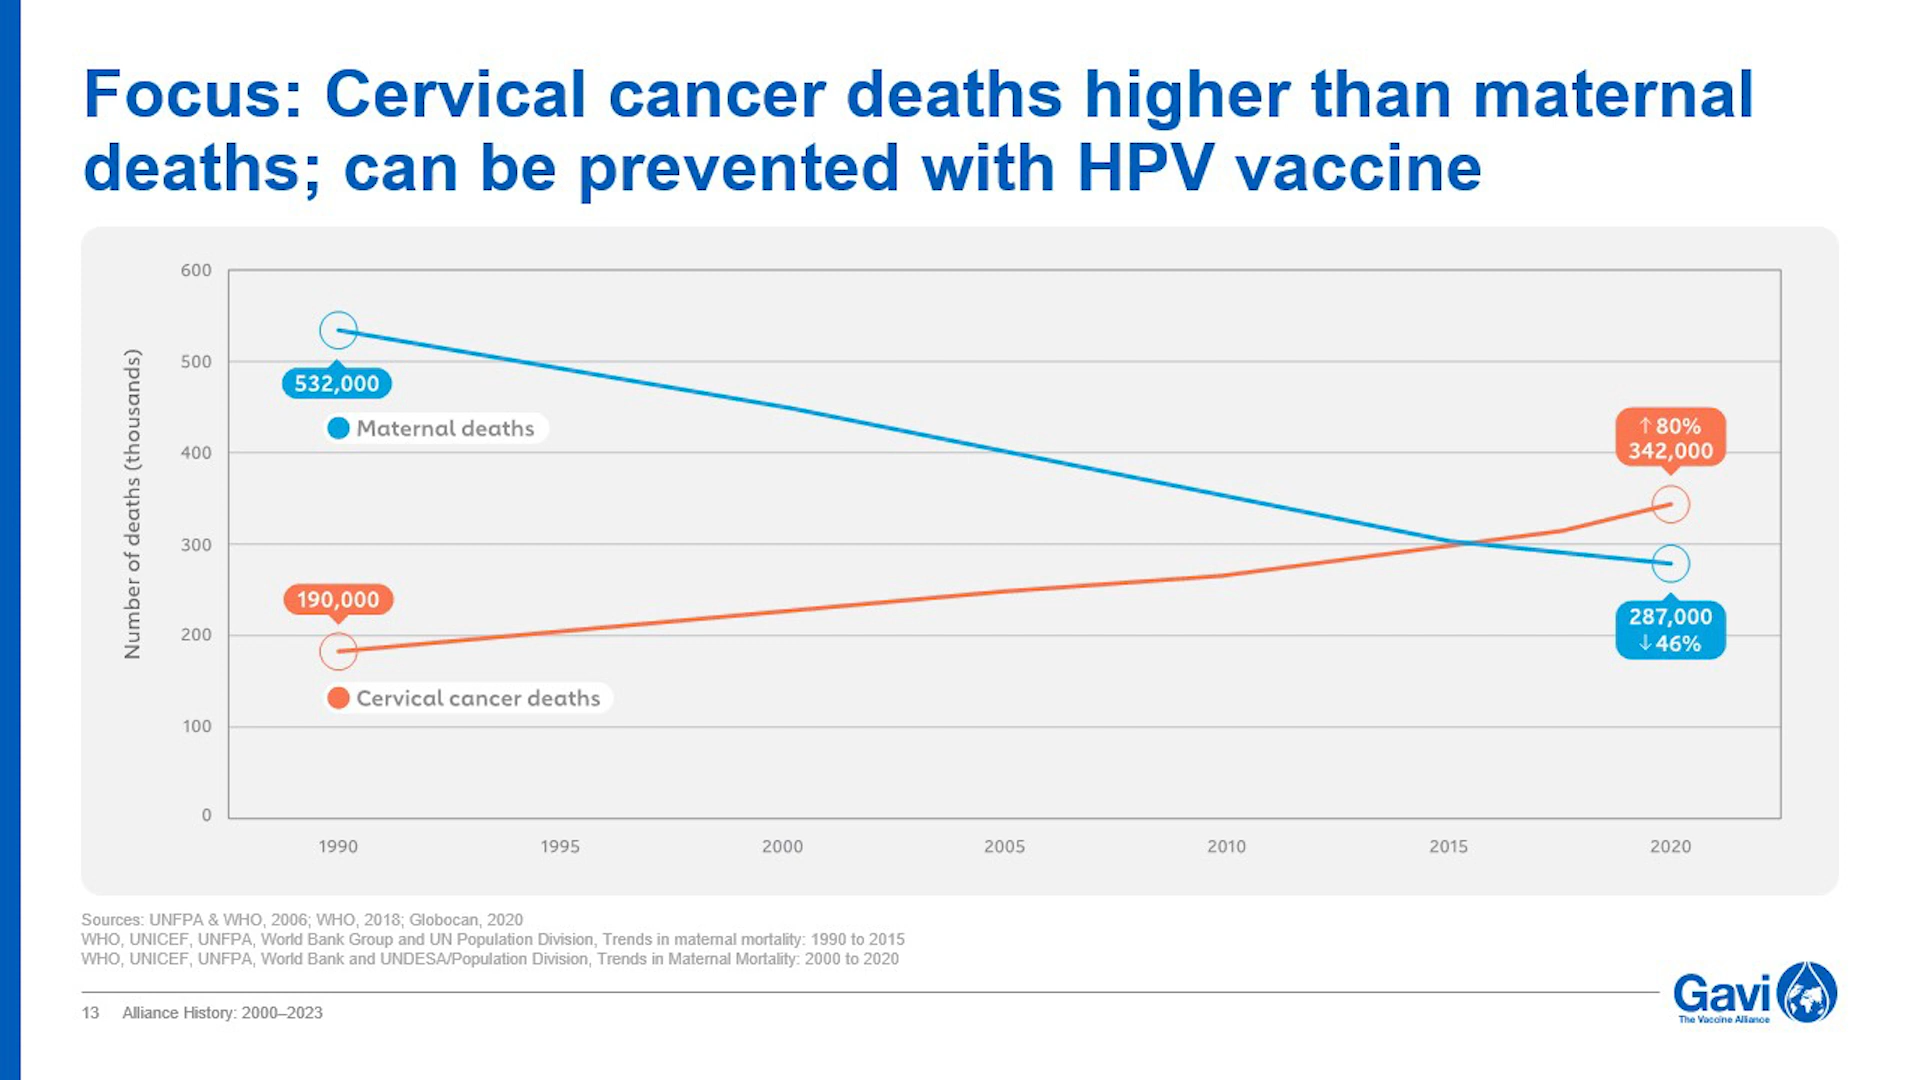 Focus: Cervical cancer deaths higher than maternal
deaths; can be prevented with HPV vaccine
Number of deaths (thousands)
600
500
400
300
200
100
0
532,000
Maternal deaths
190,000
Cervical cancer deaths
↑ 80%
342,000
287,000
↓ 46%
1990
1995
2000
2005
2010
2015
2020
Sources: UNFPA & WHO, 2006; WHO, 2018; Globocan, 2020
WHO, UNICEF, UNFPA, World Bank Group and UN Population Division, Trends in maternal mortality: 1990 to 2015
WHO, UNICEF, UNFPA, World Bank and UNDESA/Population Division, Trends in Maternal Mortality: 2000 to 2020
13 Alliance History: 2000–2023
Gavi
The Vaccine Alliance